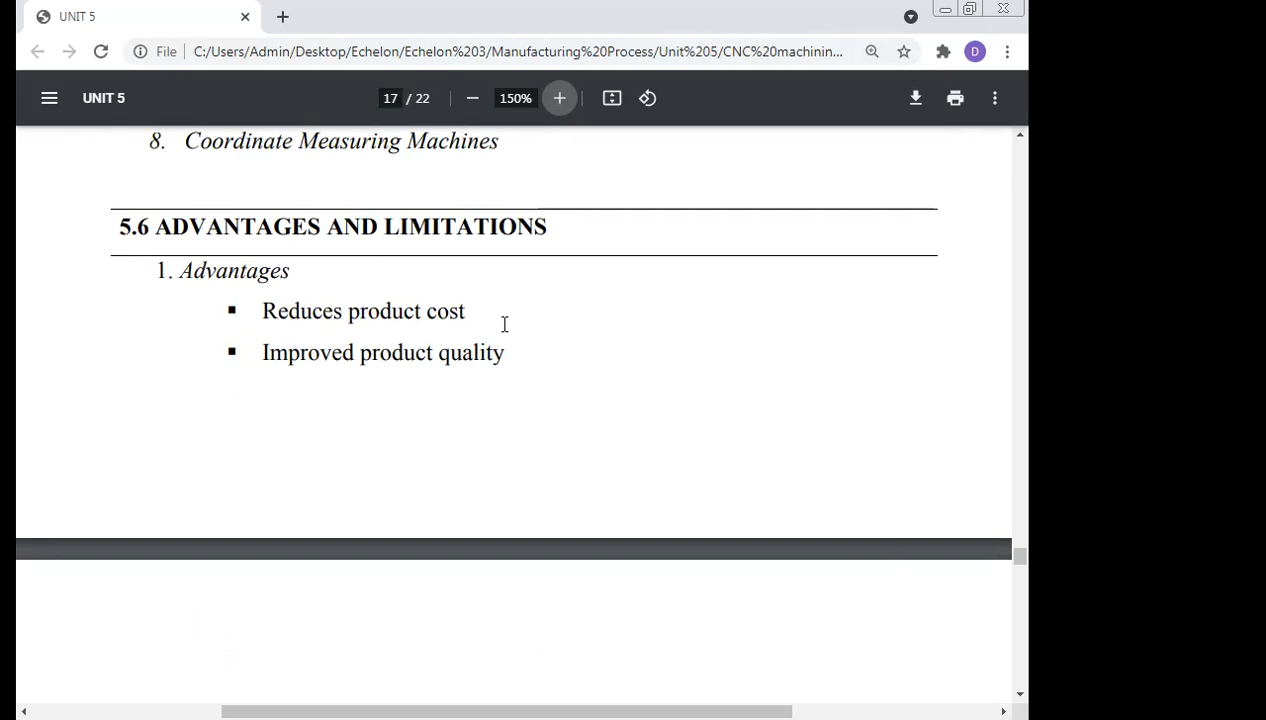 UNIT 5
File
C:/Users/Admin/Desktop/Echelon/Echelon%203/Manufacturing%20Process/Unit%205/CNC%20machinin...
D
UNIT 5
17 / 22
150%
8. Coordinate Measuring Machines
5.6 ADVANTAGES AND LIMITATIONS
1. Advantages
▪ Reduces product cost
▪ Improved product quality